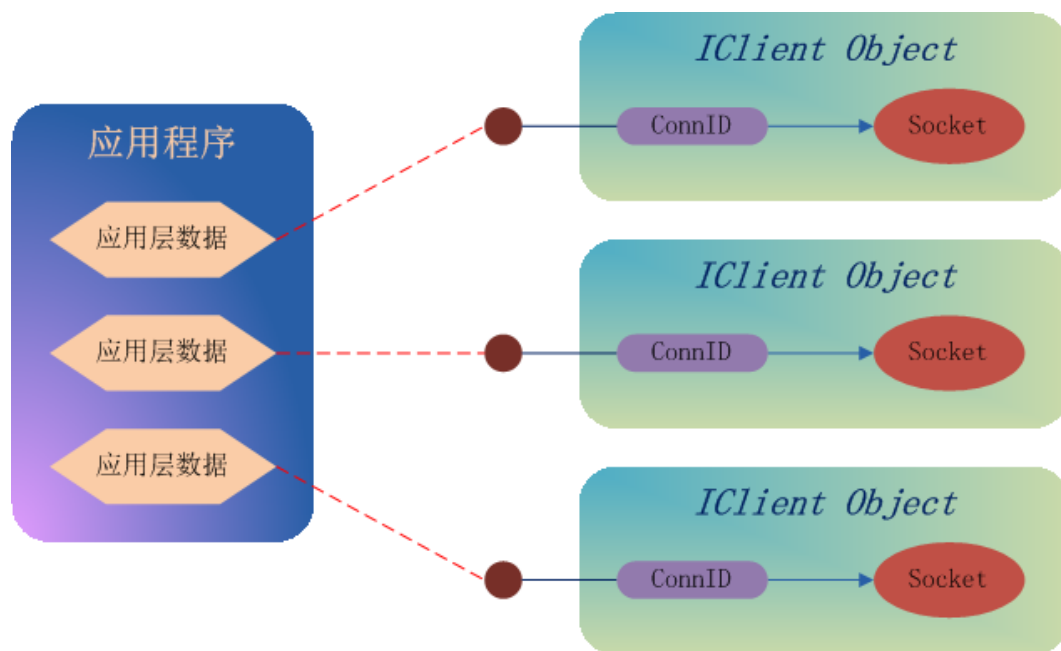 应用程序
应用层数据
应用层数据
应用层数据
IClient Object
ConnID
Socket
IClient Object
ConnID
Socket
IClient Object
ConnID
Socket